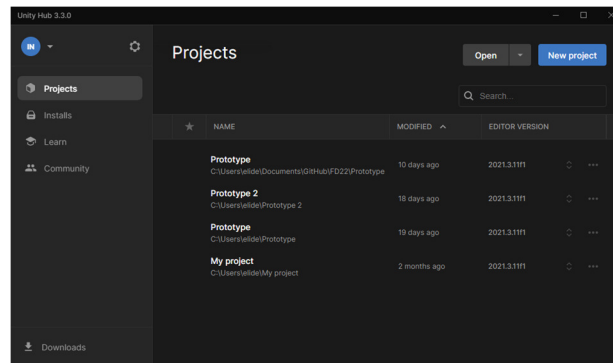 Unity Hub 3.3.0
IN
Projects
Open
New project
Search...
Projects
Installs
Learn
Community
NAME
MODIFIED
EDITOR VERSION
Prototype
C:\Users\elide\Documents\GitHub\FD22\Prototype
10 days ago
2021.3.11f1
Prototype 2
C:\Users\elide\Prototype 2
18 days ago
2021.3.11f1
Prototype
C:\Users\elide\Prototype
19 days ago
2021.3.11f1
My project
C:\Users\elide\My project
2 months ago
2021.3.11f1
Downloads